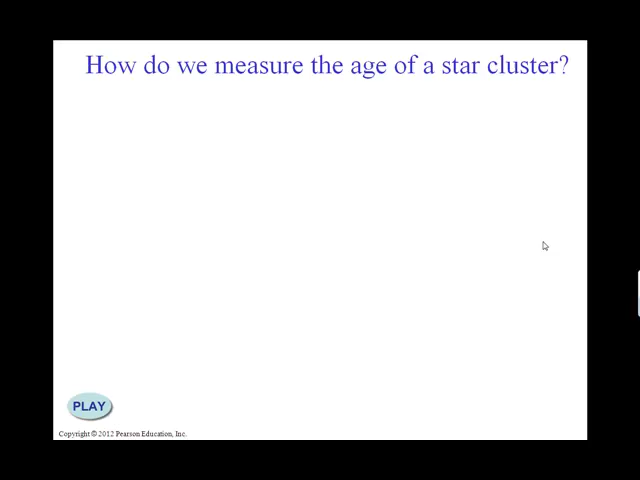 How do we measure the age of a star cluster?
PLAY
Copyright © 2012 Pearson Education, Inc.